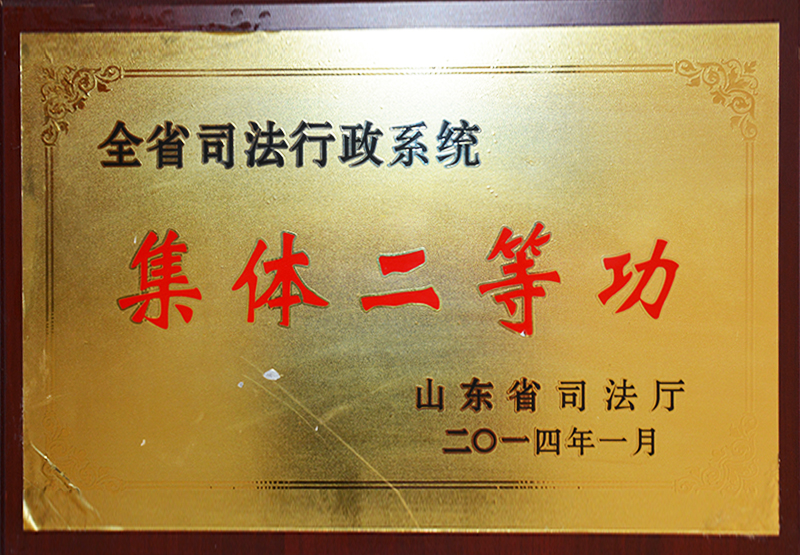 全省司法行政系统
集体二等功
山东省司法厅
二〇一四年一月